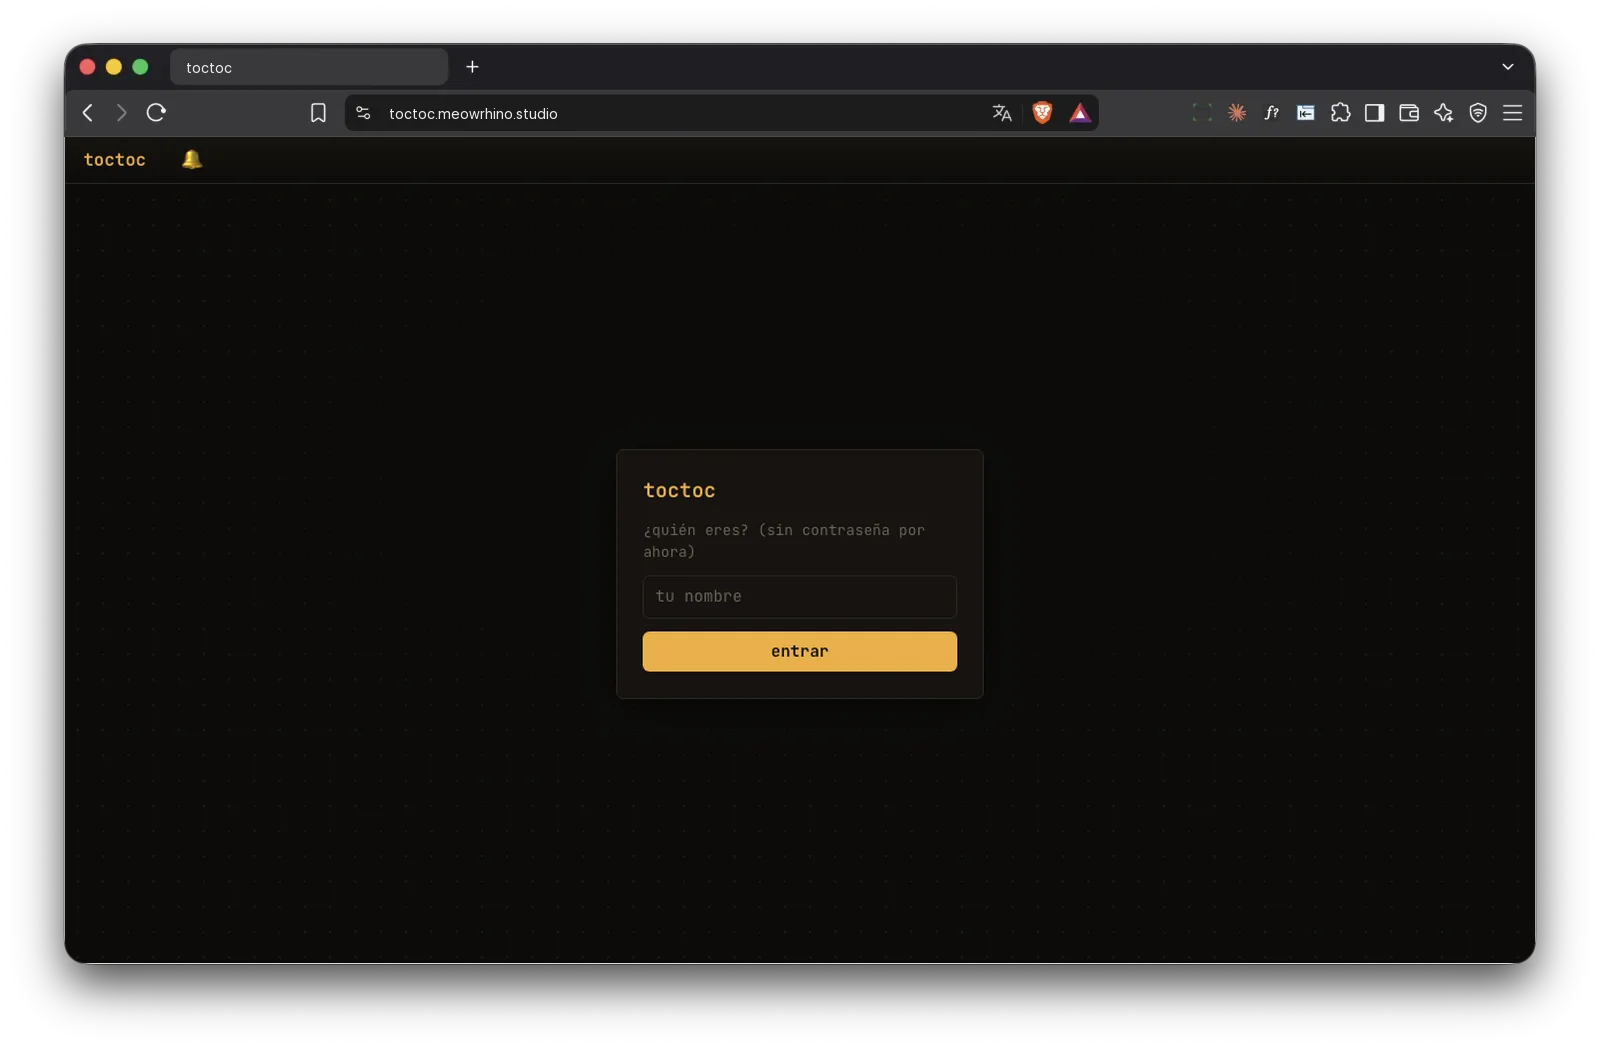 toctoc
toctoc.meowrhino.studio
f?
toctoc
toctoc
¿quién eres? (sin contraseña por
ahora)
tu nombre
entrar